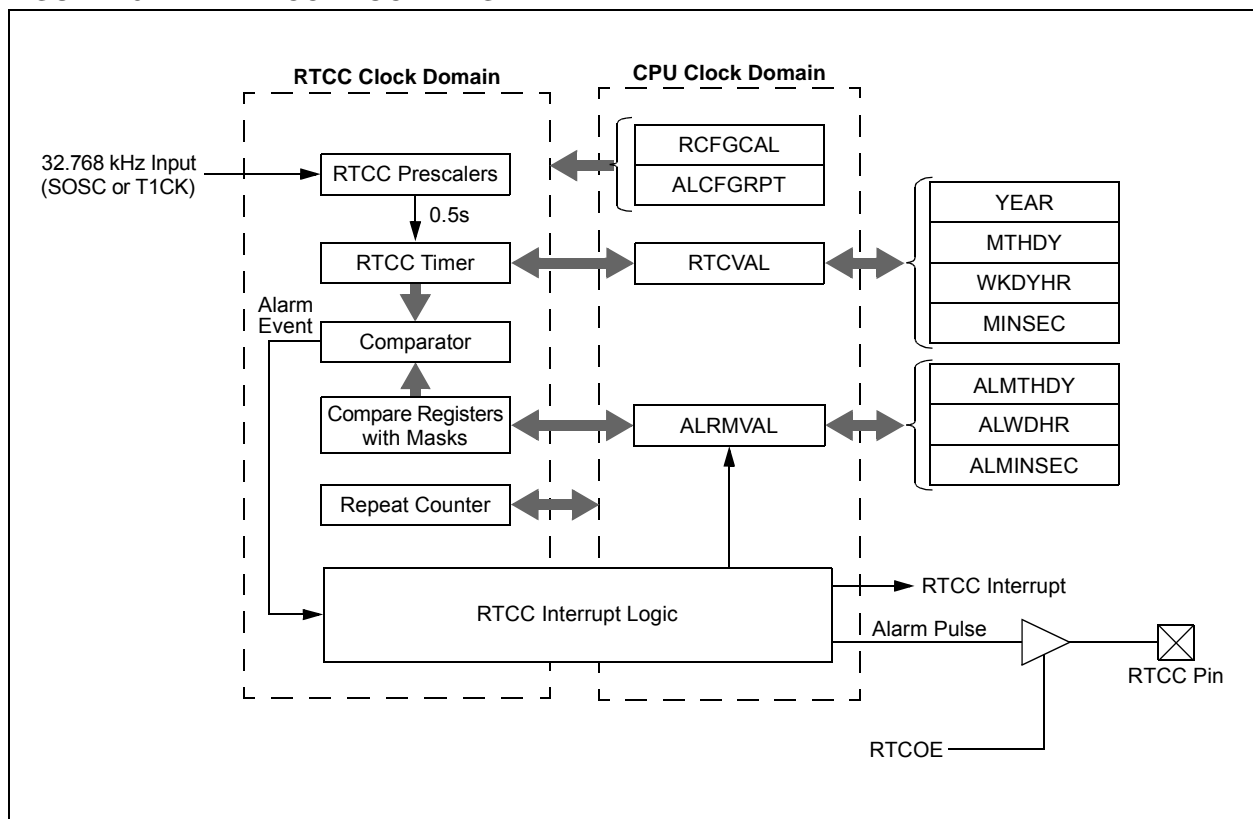 RTCC Clock Domain
CPU Clock Domain
32.768 kHz Input
(SOSC or T1CK)
RTCC Prescalers
0.5s
RTCC Timer
Alarm
Event
Comparator
Compare Registers
with Masks
Repeat Counter
RCFGCAL
ALCFGRPT
RTCVAL
YEAR
MTHDY
WKDYHR
MINSEC
ALRMVAL
ALMTHDY
ALWDHR
ALMINSEC
RTCC Interrupt Logic
RTCC Interrupt
Alarm Pulse
RTCC Pin
RTCOE